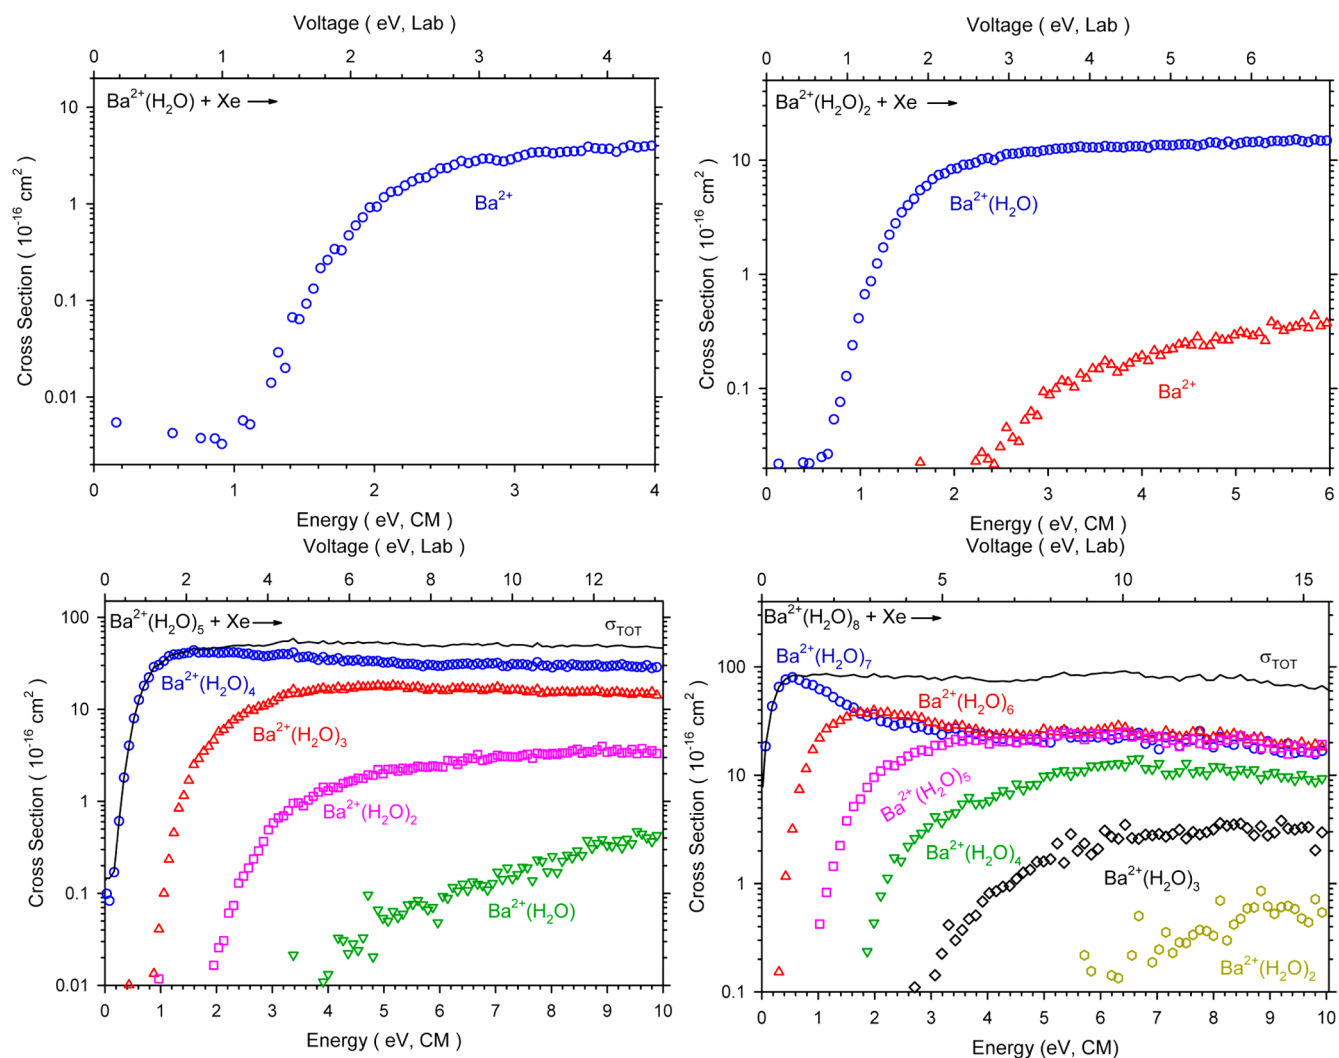 Voltage ( eV, Lab )
0 1 2 3 4
Ba²⁺(H₂O) + Xe →
10
1
0.1
0.01
Cross Section ( 10⁻¹⁶ cm²)
Ba²⁺
0 1 2 3 4
Energy ( eV, CM )
Voltage ( eV, Lab )
0 1 2 3 4 5 6
Ba²⁺(H₂O)₂ + Xe →
10
1
0.1
Cross Section ( 10⁻¹⁶ cm²)
Ba²⁺(H₂O)
Ba²⁺
0 1 2 3 4 5 6
Energy ( eV, CM )
Voltage ( eV, Lab )
0 2 4 6 8 10 12
Ba²⁺(H₂O)₅ + Xe →
σTOT
100
10
1
0.1
0.01
Cross Section ( 10⁻¹⁶ cm²)
Ba²⁺(H₂O)₄
Ba²⁺(H₂O)₃
Ba²⁺(H₂O)₂
Ba²⁺(H₂O)
0 1 2 3 4 5 6 7 8 9 10
Energy ( eV, CM )
Voltage ( eV, Lab)
0 5 10 15
Ba²⁺(H₂O)₈ + Xe →
Ba²⁺(H₂O)₇
σTOT
100
10
1
0.1
Cross Section ( 10⁻¹⁶ cm²)
Ba²⁺(H₂O)₆
Ba²⁺(H₂O)₅
Ba²⁺(H₂O)₄
Ba²⁺(H₂O)₃
Ba²⁺(H₂O)₂
0 1 2 3 4 5 6 7 8 9 10
Energy (eV, CM)